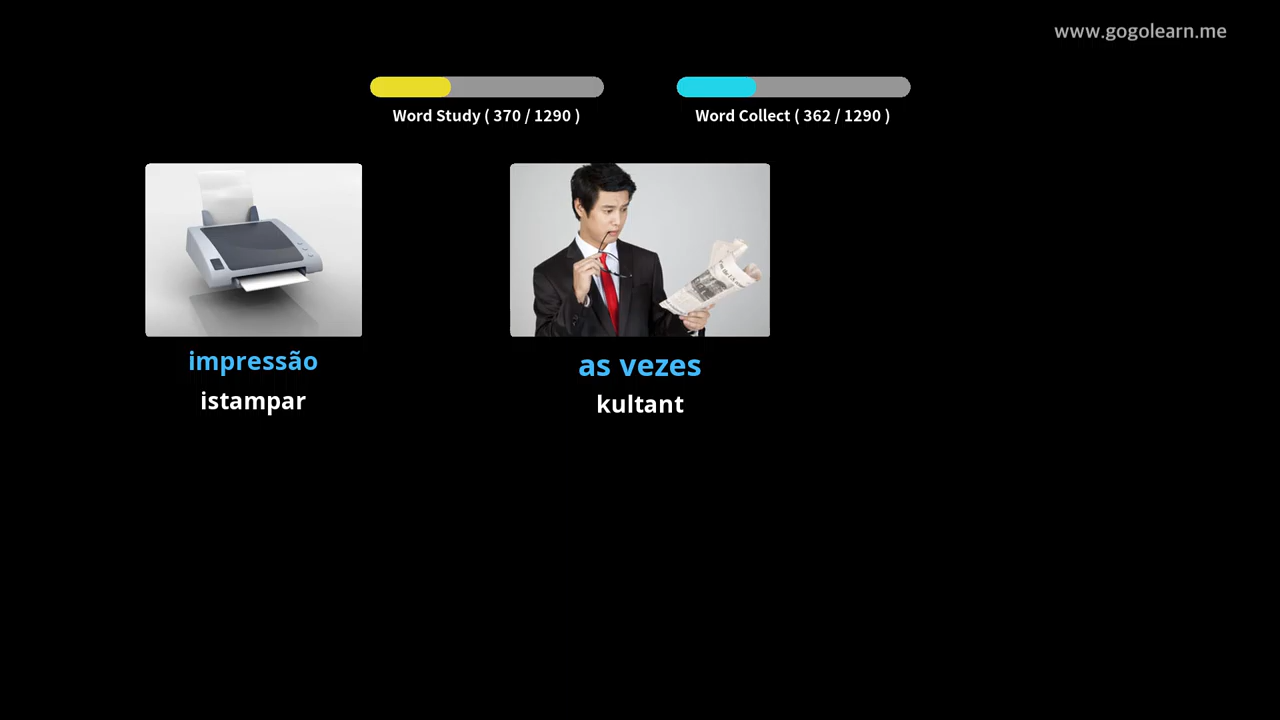 www.gogolearn.me
Word Study ( 370 / 1290 )
Word Collect ( 362 / 1290 )
impressão
istampar
as vezes
kultant